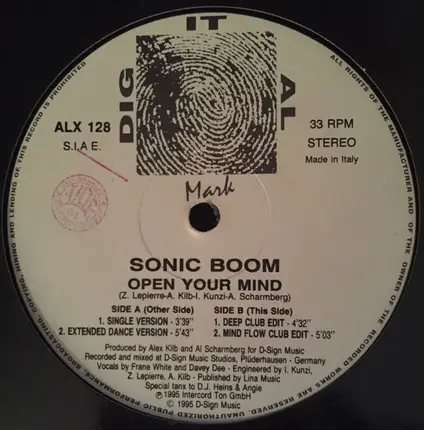 DIG IT AL
Mark
ALX 128
S.I.A E.
33 RPM
STEREO
Made in Italy
SONIC BOOM
OPEN YOUR MIND
(Z. Lepierre-A. Kilb-I. Kunzi-A. Scharmberg)
SIDE A (Other Side)
1. SINGLE VERSION - 3'39"
2. EXTENDED DANCE VERSION - 5'43"
SIDE B (This Side)
1. DEEP CLUB EDIT - 4'32"
2. MIND FLOW CLUB EDIT - 5'03"
Produced by Alex Kilb and Al Scharmberg for D-Sign Music
Recorded and mixed at D-Sign Music Studios, Plüderhausen - Germany
Vocals by Frane White and Davey Dee - Engineered by I. Kunzi,
Z. Lepierre, A. Kilb - Published by Lina Music
Special tanx to D.J. Heins & Angie
℗ 1995 Intercord Ton GmbH
© 1995 D-Sign Music
ALL RIGHTS OF THE MANUFACTURER AND OF THE OWNER OF THE RECORDED WORKS ARE RESERVED. UNAUTHORIZED PUBLIC PERFORMANCE, BROADCASTING, COPYING, HIRING AND LENDING OF THIS RECORD IS PROHIBITED